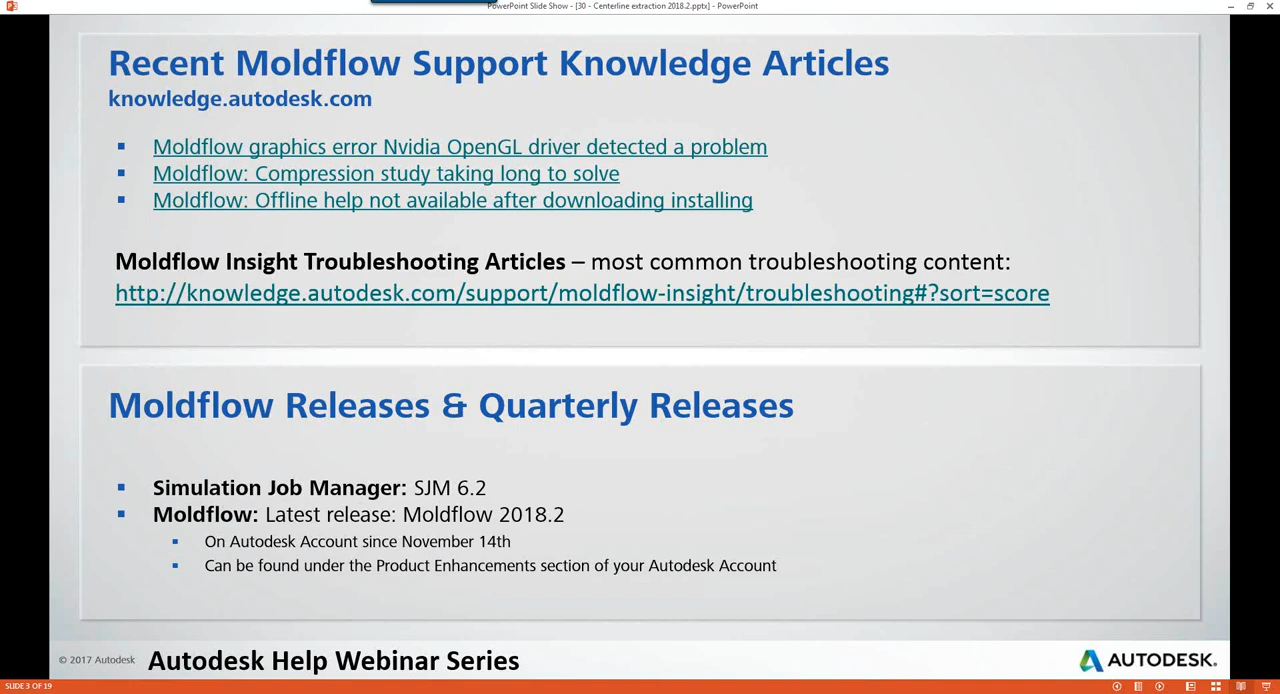 PowerPoint Slide Show - [30 - Centerline extraction 2018.2.pptx] - PowerPoint
Recent Moldflow Support Knowledge Articles
knowledge.autodesk.com
▪ Moldflow graphics error Nvidia OpenGL driver detected a problem
▪ Moldflow: Compression study taking long to solve
▪ Moldflow: Offline help not available after downloading installing
Moldflow Insight Troubleshooting Articles – most common troubleshooting content:
http://knowledge.autodesk.com/support/moldflow-insight/troubleshooting#?sort=score
Moldflow Releases & Quarterly Releases
▪ Simulation Job Manager: SJM 6.2
▪ Moldflow: Latest release: Moldflow 2018.2
▪ On Autodesk Account since November 14th
▪ Can be found under the Product Enhancements section of your Autodesk Account
© 2017 Autodesk Autodesk Help Webinar Series AUTODESK.
SLIDE 3 OF 19